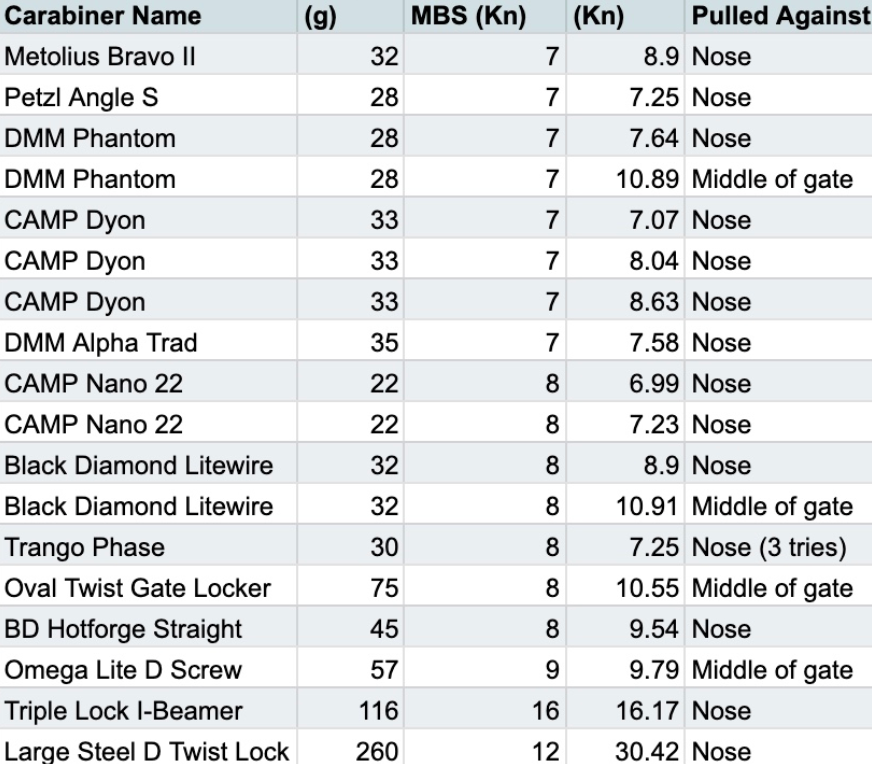 Carabiner Name (g) MBS (Kn) (Kn) Pulled Against
Metolius Bravo II 32 7 8.9 Nose
Petzl Angle S 28 7 7.25 Nose
DMM Phantom 28 7 7.64 Nose
DMM Phantom 28 7 10.89 Middle of gate
CAMP Dyon 33 7 7.07 Nose
CAMP Dyon 33 7 8.04 Nose
CAMP Dyon 33 7 8.63 Nose
DMM Alpha Trad 35 7 7.58 Nose
CAMP Nano 22 22 8 6.99 Nose
CAMP Nano 22 22 8 7.23 Nose
Black Diamond Litewire 32 8 8.9 Nose
Black Diamond Litewire 32 8 10.91 Middle of gate
Trango Phase 30 8 7.25 Nose (3 tries)
Oval Twist Gate Locker 75 8 10.55 Middle of gate
BD Hotforge Straight 45 8 9.54 Nose
Omega Lite D Screw 57 9 9.79 Middle of gate
Triple Lock I-Beamer 116 16 16.17 Nose
Large Steel D Twist Lock 260 12 30.42 Nose